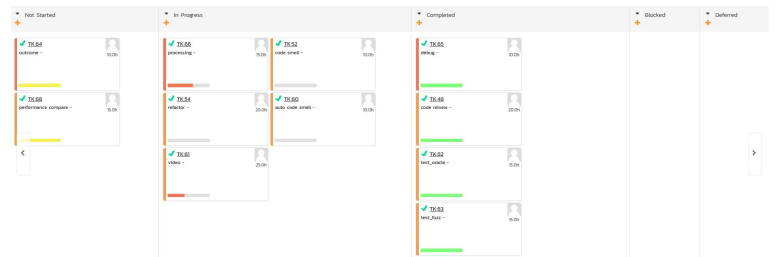 Not Started
In Progress
Completed
Blocked
Deferred
TK:64
outcome -
10.0h
TK:68
performance compare -
15.0h
TK:66
processing -
15.0h
TK:52
code smell -
10.0h
TK:54
refactor -
20.0h
TK:60
auto code smell -
10.0h
TK:61
video -
25.0h
TK:65
debug -
10.0h
TK:48
code reivew -
20.0h
TK:62
test_oracle -
15.0h
TK:63
test_fuzz -
15.0h